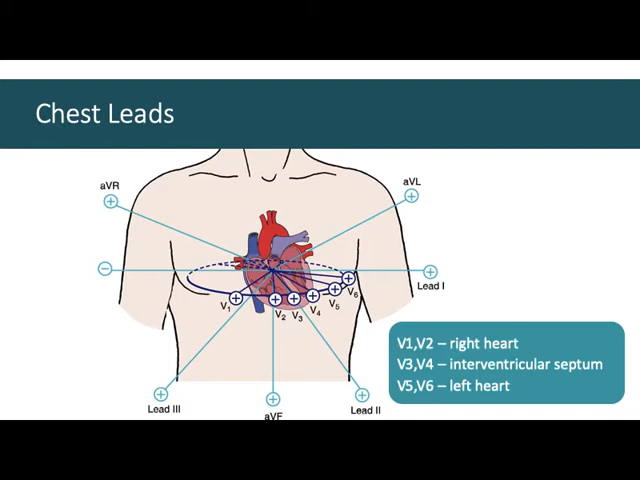 Chest Leads
aVR
aVL
Lead I
V1
V2
V3
V4
V5
V6
V1,V2 – right heart
V3,V4 – interventricular septum
V5,V6 – left heart
Lead III
aVF
Lead II